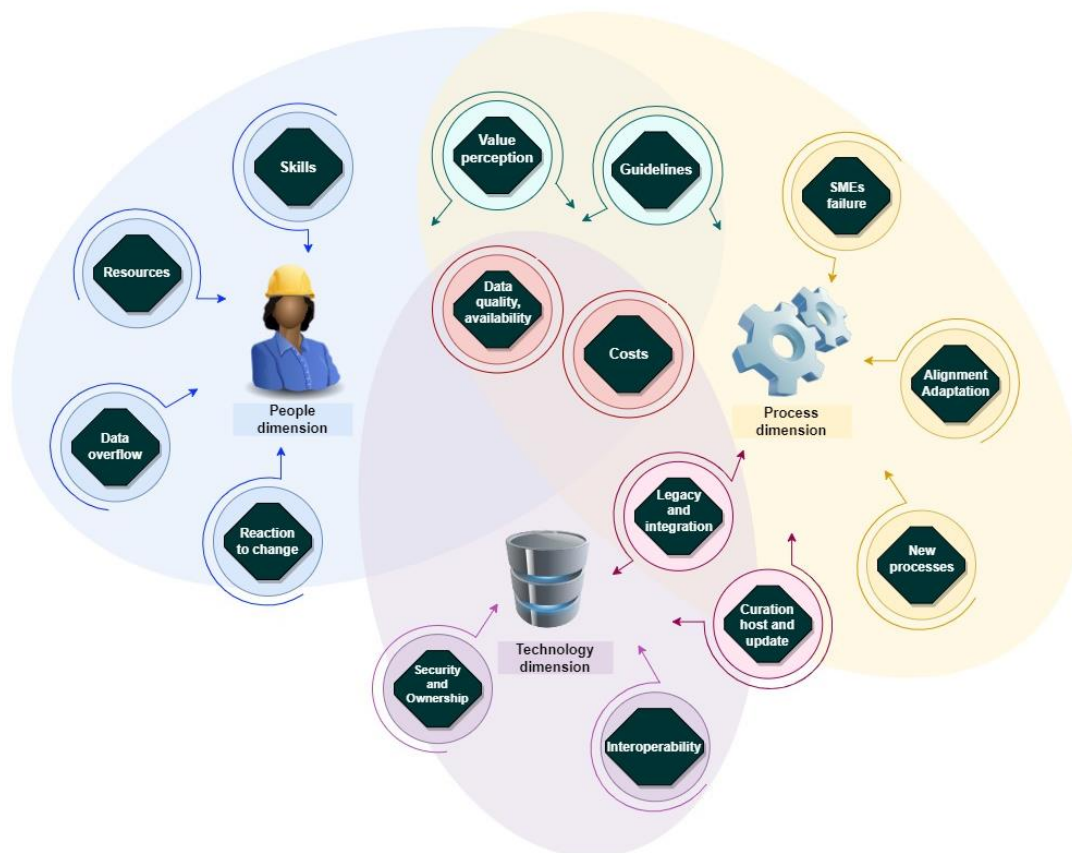 Value
perception
Guidelines
Skills
SMEs
failure
Resources
Data
quality,
availability
Costs
Alignment
Adaptation
People
dimension
Process
dimension
Data
overflow
Legacy
and
integration
Reaction
to change
New
processes
Curation
host and
update
Technology
dimension
Security
and
Ownership
Interoperability